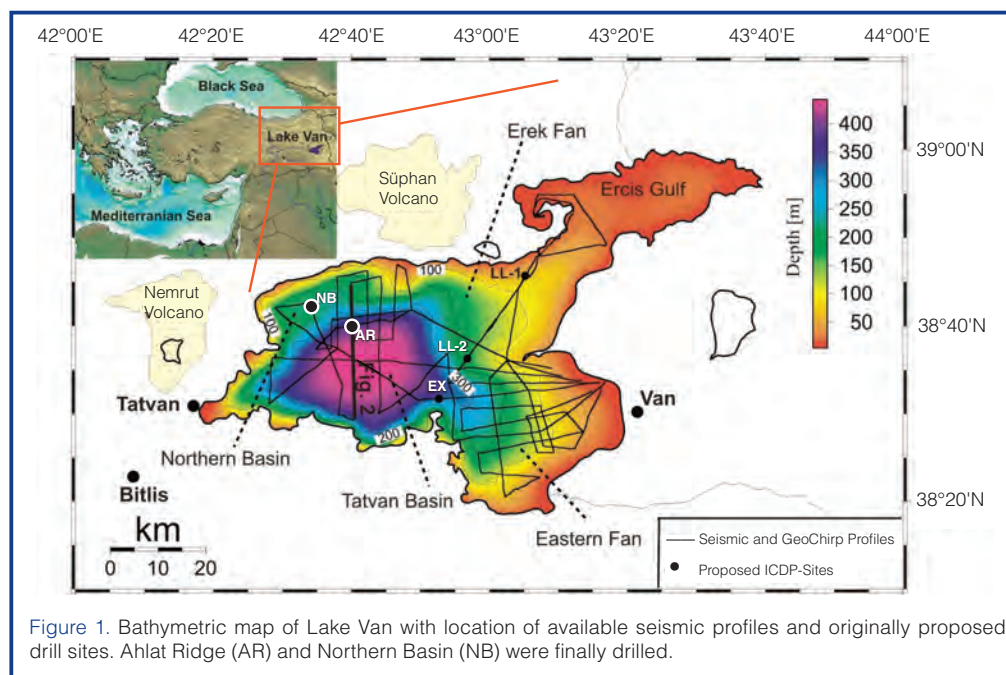 42°00'E 42°20'E 42°40'E 43°00'E 43°20'E 43°40'E 44°00'E
Black Sea
Lake Van
Mediterranean Sea
Erek Fan
Süphan
Volcano
Ercis Gulf
Depth [m]
400
350
300
250
200
150
100
50
39°00'N
38°40'N
38°20'N
Nemrut
Volcano
100
100
LL-1
NB
AR
LL-2
300
EX
Fig. 2
200
Tatvan
Van
Bitlis
Northern Basin
Tatvan Basin
Eastern Fan
km
0 10 20
Seismic and GeoChirp Profiles
Proposed ICDP-Sites
Figure 1. Bathymetric map of Lake Van with location of available seismic profiles and originally proposed
drill sites. Ahlat Ridge (AR) and Northern Basin (NB) were finally drilled.